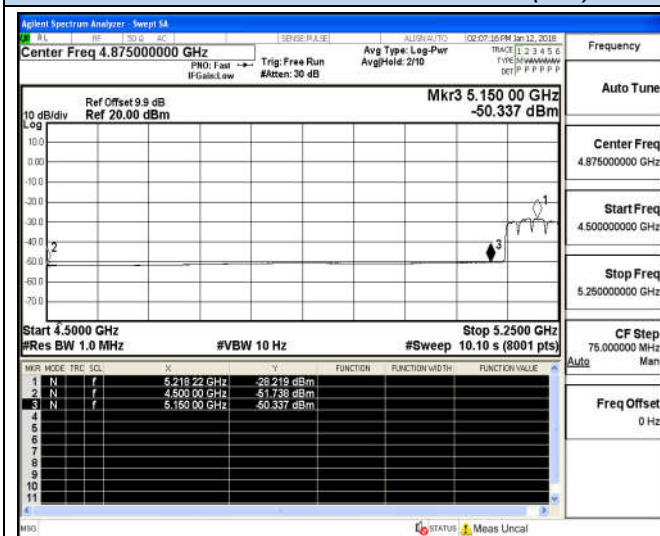 Agilent Spectrum Analyzer - Swept SA
RL RF 50 Ω AC SENSE:PULSE ALIGN AUTO 02:07:16 PM Jan 12, 2018
Center Freq 4.875000000 GHz
PNO: Fast
IFGain:Low
Trig: Free Run
#Atten: 30 dB
Avg Type: Log-Pwr
Avg|Hold: 2/10
TRACE 1 2 3 4 5 6
TYPE M
DET P P P P P
Frequency
Auto Tune
Mkr3 5.150 00 GHz
-50.337 dBm
Ref Offset 9.9 dB
10 dB/div Ref 20.00 dBm
Log
10.0
0.00
-10.0
-20.0
-30.0
-40.0
-50.0
-60.0
-70.0
1
2
3
Center Freq
4.875000000 GHz
Start Freq
4.500000000 GHz
Stop Freq
5.250000000 GHz
Start 4.5000 GHz Stop 5.2500 GHz
#Res BW 1.0 MHz #VBW 10 Hz #Sweep 10.10 s (8001 pts)
CF Step
75.000000 MHz
Auto Man
MKR MODE TRC SCL X Y FUNCTION FUNCTION WIDTH FUNCTION VALUE
1 N f 5.218 22 GHz -28.219 dBm
2 N f 4.500 00 GHz -51.738 dBm
3 N f 5.150 00 GHz -50.337 dBm
4
5
6
7
8
9
10
11
Freq Offset
0 Hz
MSG STATUS Meas Uncal